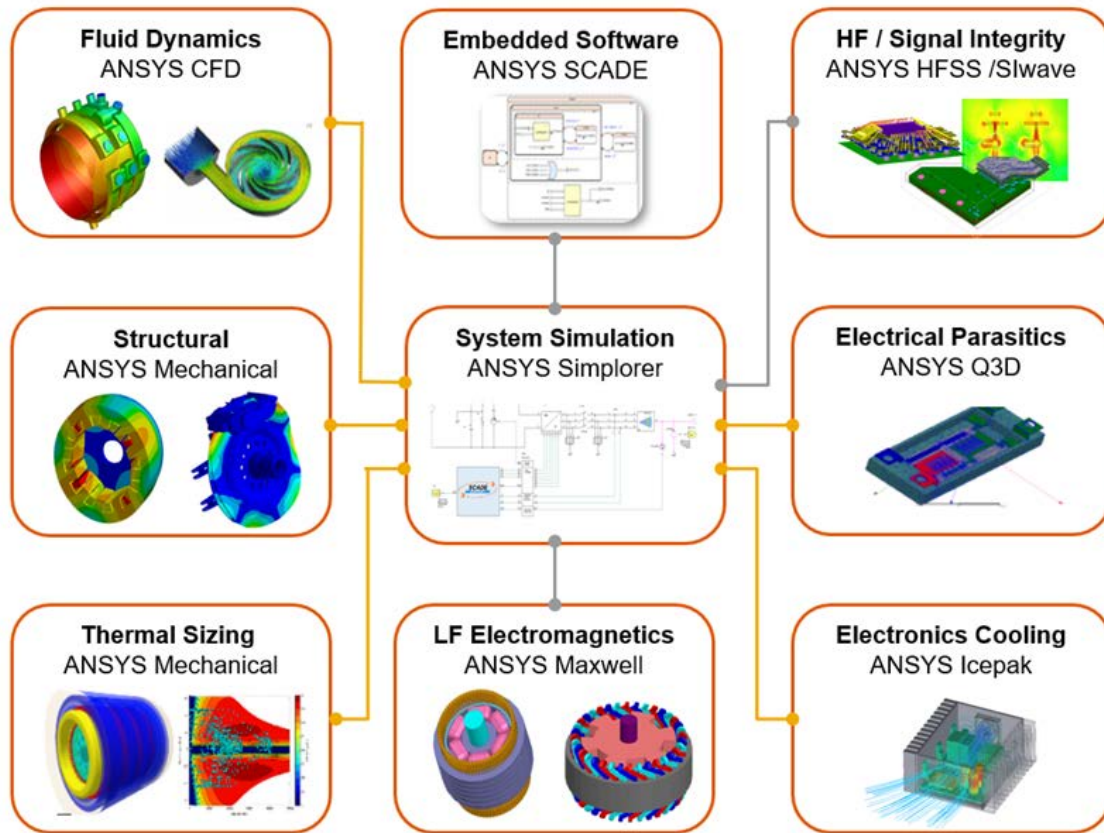 Fluid Dynamics
ANSYS CFD
Embedded Software
ANSYS SCADE
HF / Signal Integrity
ANSYS HFSS /SIwave
Structural
ANSYS Mechanical
System Simulation
ANSYS Simplorer
SCADE
Electrical Parasitics
ANSYS Q3D
Thermal Sizing
ANSYS Mechanical
LF Electromagnetics
ANSYS Maxwell
Electronics Cooling
ANSYS Icepak